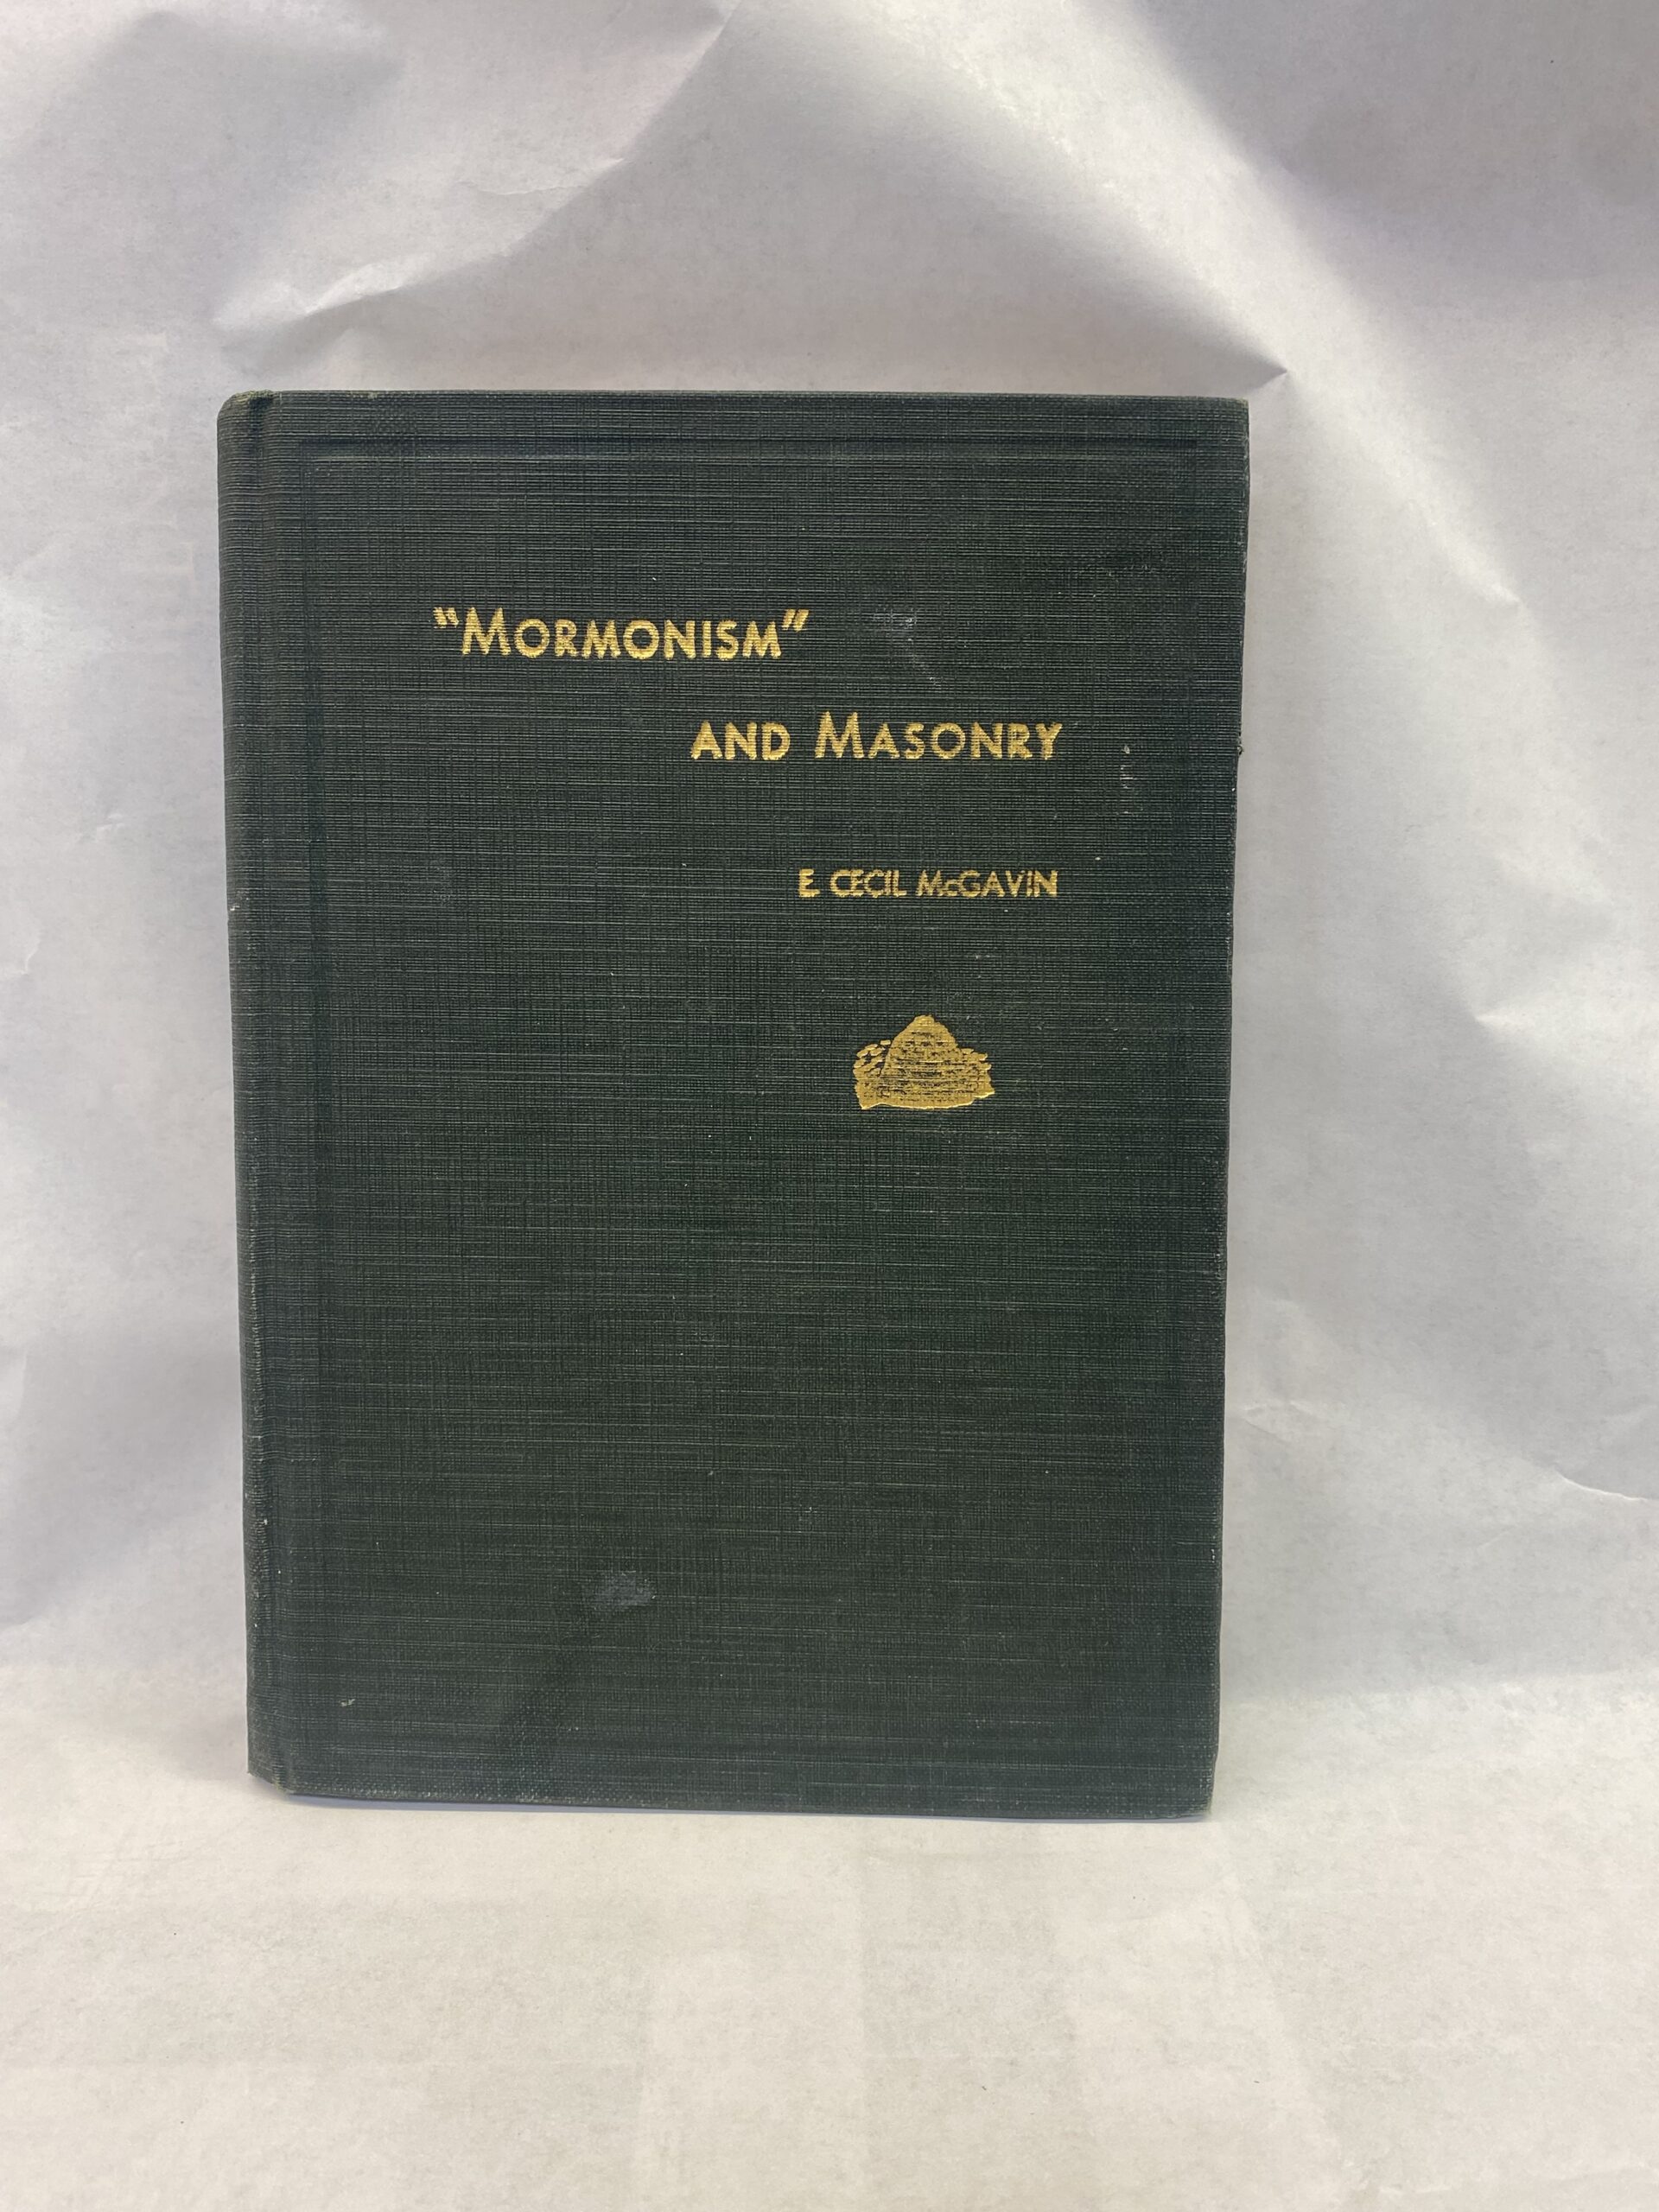 “Mormonism”
and Masonry
E. CECIL McGAVIN